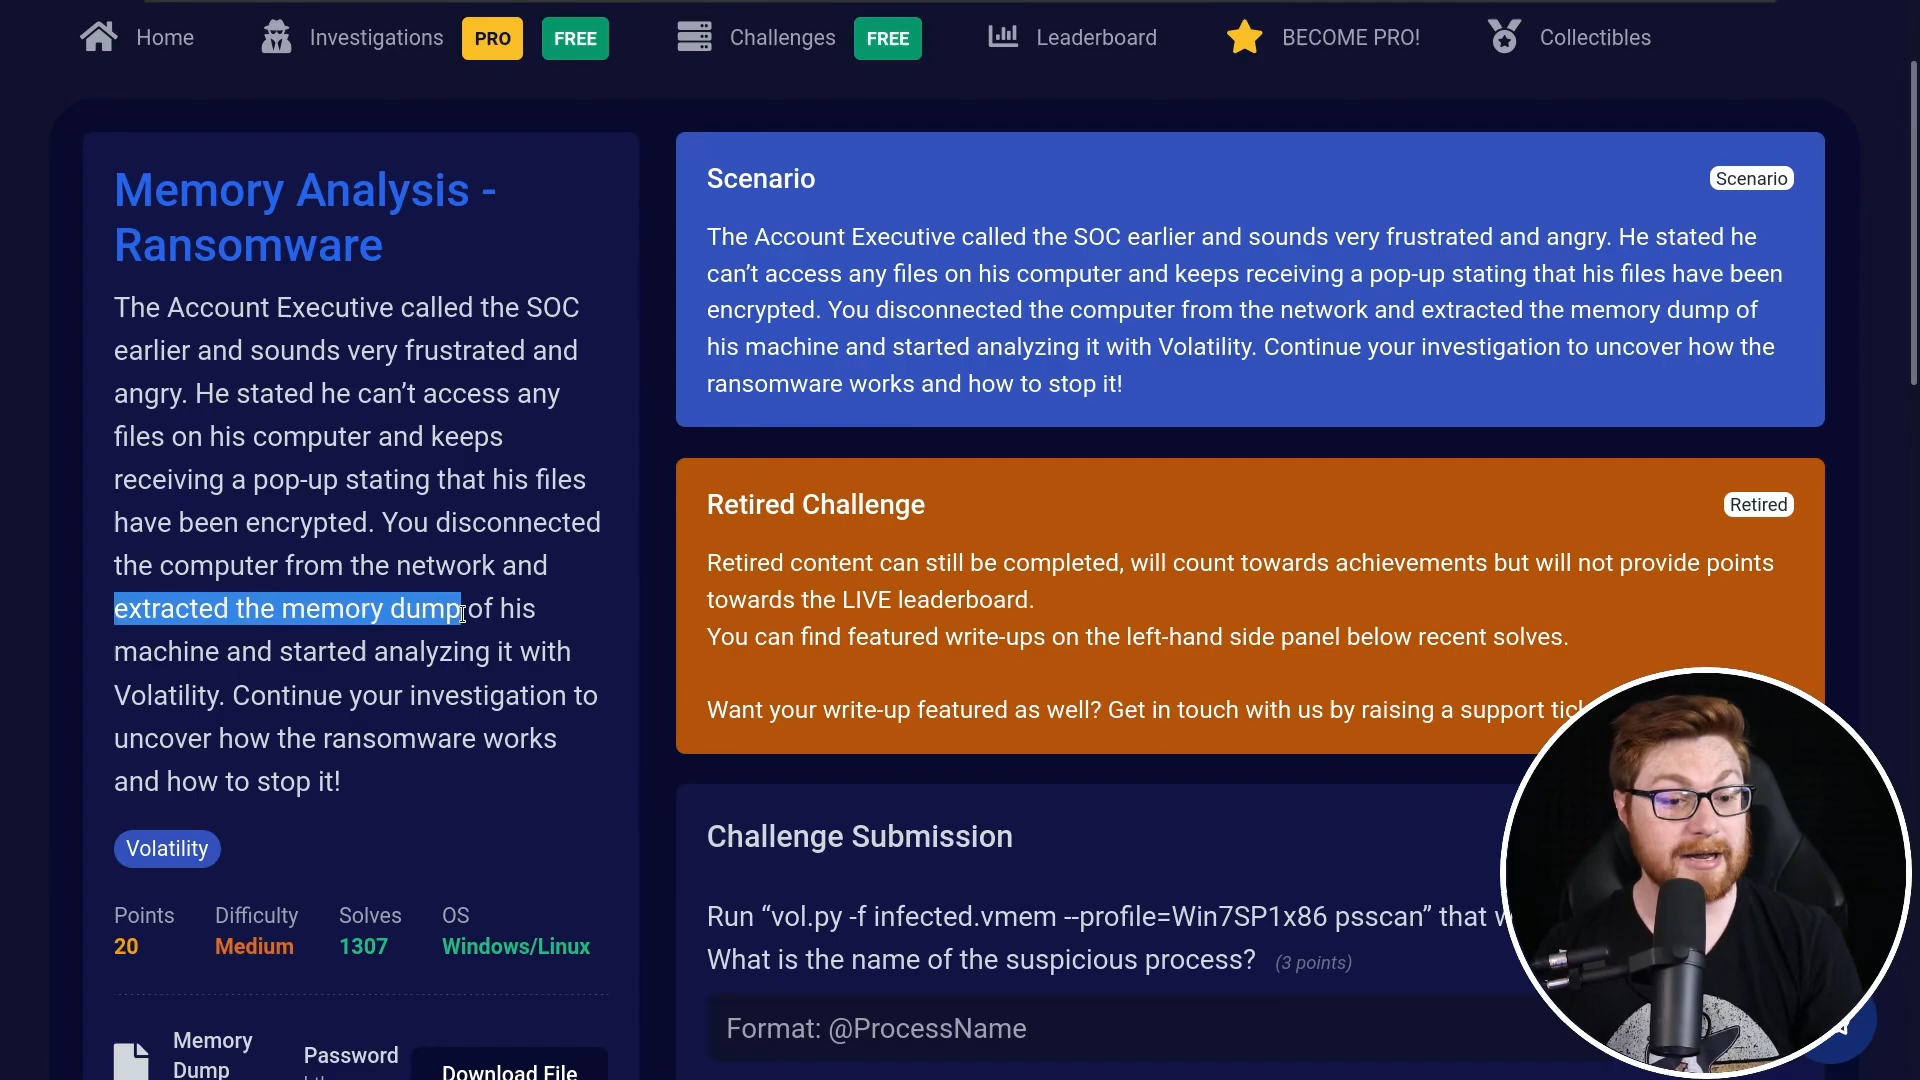 Home
Investigations
PRO
FREE
Challenges
FREE
Leaderboard
BECOME PRO!
Collectibles
Memory Analysis -
Ransomware
The Account Executive called the SOC
earlier and sounds very frustrated and
angry. He stated he can’t access any
files on his computer and keeps
receiving a pop-up stating that his files
have been encrypted. You disconnected
the computer from the network and
extracted the memory dump of his
machine and started analyzing it with
Volatility. Continue your investigation to
uncover how the ransomware works
and how to stop it!
Volatility
Points
Difficulty
Solves
OS
20
Medium
1307
Windows/Linux
Memory
Dump
Password
Download File
Scenario
Scenario
The Account Executive called the SOC earlier and sounds very frustrated and angry. He stated he
can’t access any files on his computer and keeps receiving a pop-up stating that his files have been
encrypted. You disconnected the computer from the network and extracted the memory dump of
his machine and started analyzing it with Volatility. Continue your investigation to uncover how the
ransomware works and how to stop it!
Retired Challenge
Retired
Retired content can still be completed, will count towards achievements but will not provide points
towards the LIVE leaderboard.
You can find featured write-ups on the left-hand side panel below recent solves.
Want your write-up featured as well? Get in touch with us by raising a support
Challenge Submission
Run “vol.py -f infected.vmem --profile=Win7SP1x86 psscan” that
What is the name of the suspicious process? (3 points)
Format: @ProcessName